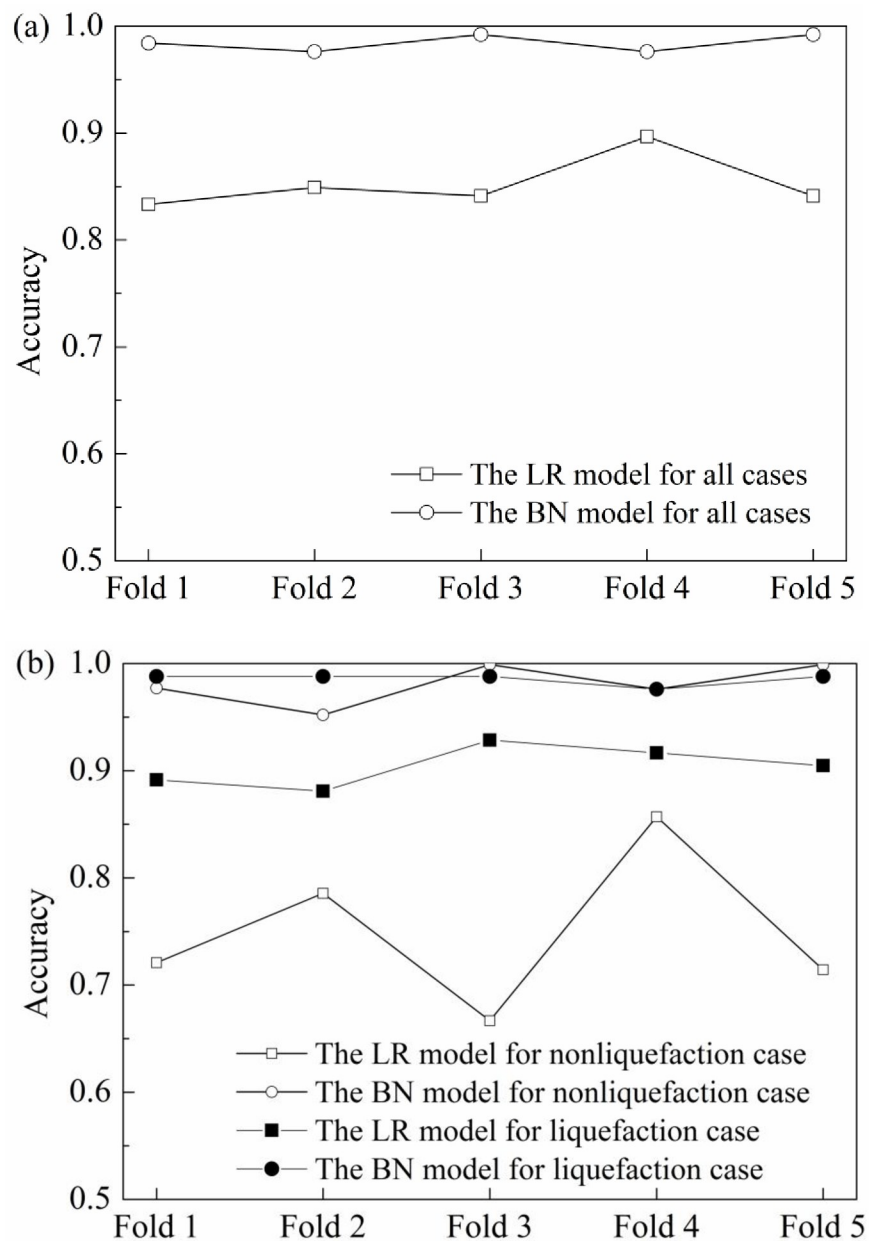 (a)
1.0
0.9
0.8
0.7
0.6
0.5
Accuracy
The LR model for all cases
The BN model for all cases
Fold 1 Fold 2 Fold 3 Fold 4 Fold 5
(b)
1.0
0.9
0.8
0.7
0.6
0.5
Accuracy
The LR model for nonliquefaction case
The BN model for nonliquefaction case
The LR model for liquefaction case
The BN model for liquefaction case
Fold 1 Fold 2 Fold 3 Fold 4 Fold 5